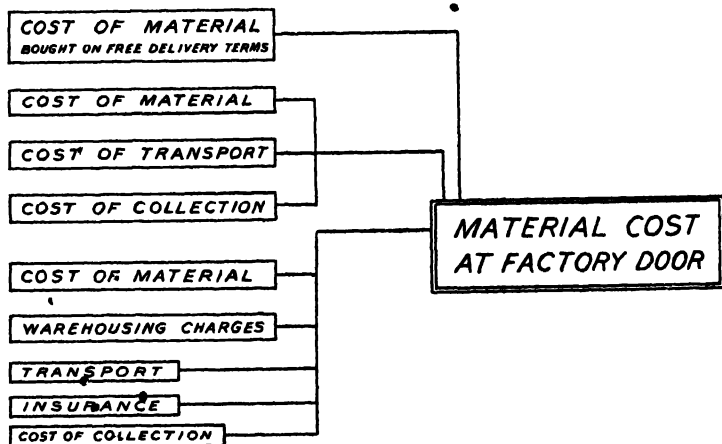 COST OF MATERIAL
BOUGHT ON FREE DELIVERY TERMS
COST OF MATERIAL
COST OF TRANSPORT
COST OF COLLECTION
MATERIAL COST
AT FACTORY DOOR
COST OF MATERIAL
WAREHOUSING CHARGES
TRANSPORT
INSURANCE
COST OF COLLECTION